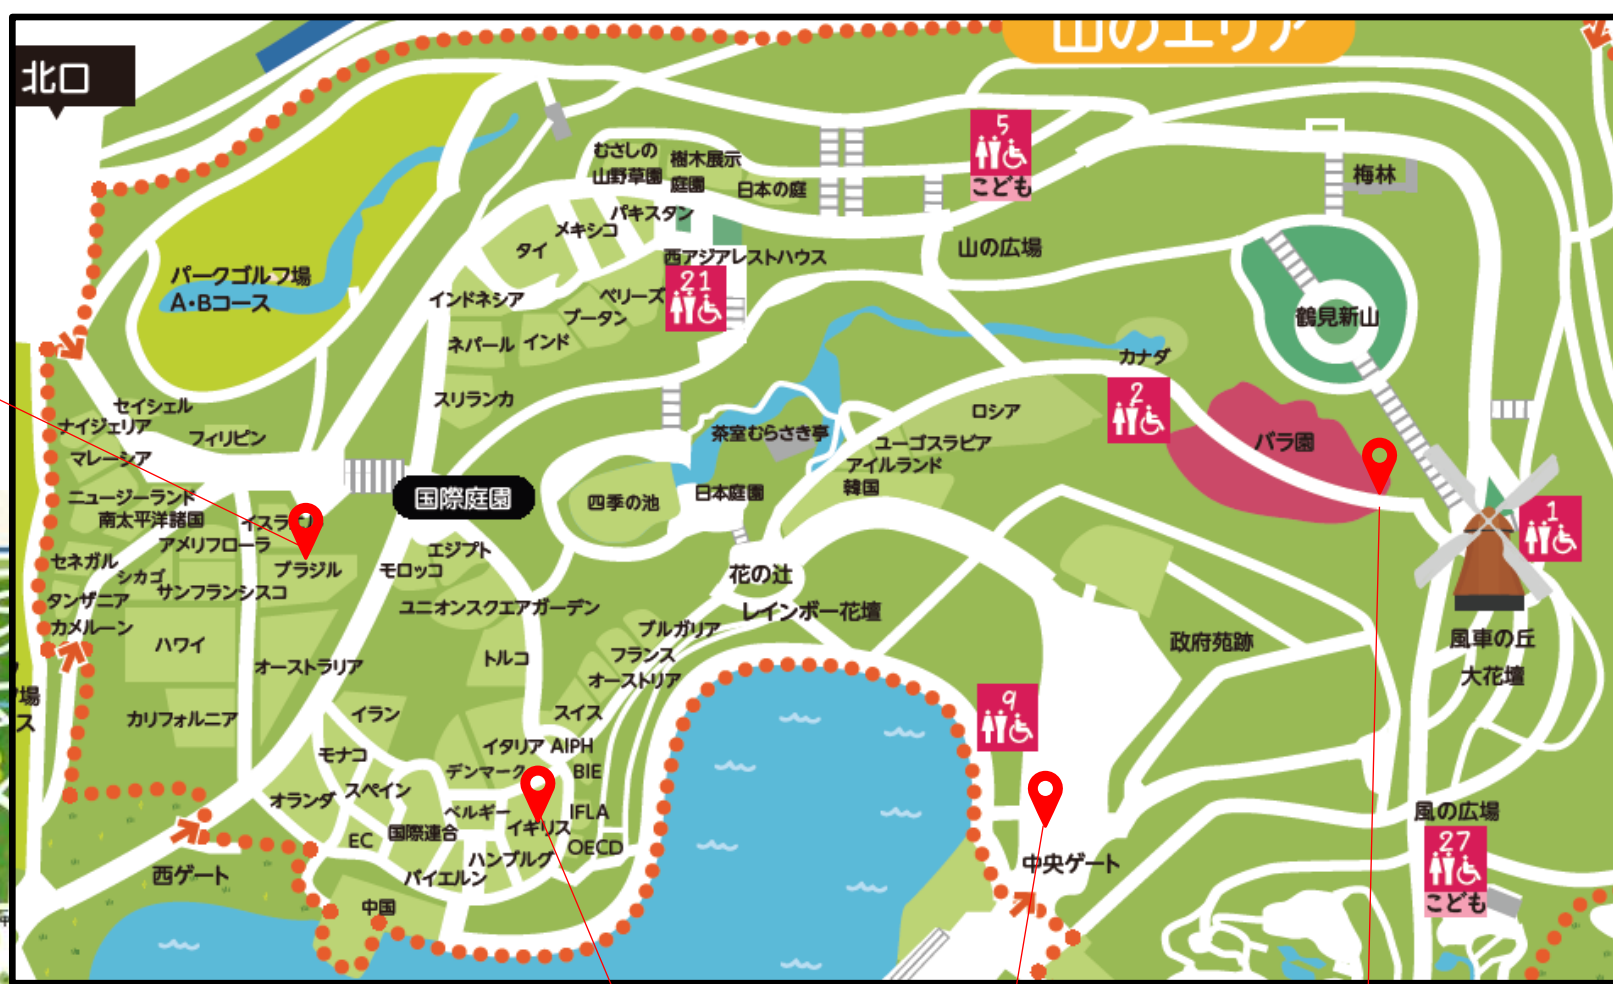 山のエリア
北口
5
こども
むさしの
山野草園
樹木展示
庭園
日本の庭
梅林
パキスタン
メキシコ
タイ
西アジアレストハウス
山の広場
パークゴルフ場
A・Bコース
21
インドネシア
ベリーズ
ブータン
ネパール
インド
鶴見新山
カナダ
2
スリランカ
セイシェル
ナイジェリア
フィリピン
マレーシア
ロシア
茶室むらさき亭
ユーゴスラビア
アイルランド
韓国
バラ園
国際庭園
四季の池
日本庭園
ニュージーランド
南太平洋諸国
アメリフローラ
セネガル
シカゴ
サンフランシスコ
ブラジル
タンザニア
カメルーン
エジプト
モロッコ
ユニオンスクエアガーデン
花の辻
レインボー花壇
1
風車の丘
大花壇
政府苑跡
ブルガリア
フランス
オーストリア
トルコ
ハワイ
オーストラリア
カリフォルニア
場
ス
イラン
スイス
9
モナコ
イタリア
AIPH
デンマーク
BIE
オランダ
スペイン
ベルギー
イギリス
IFLA
EC
国際連合
OECD
ハンブルグ
バイエルン
西ゲート
中国
中央ゲート
風の広場
27
こども